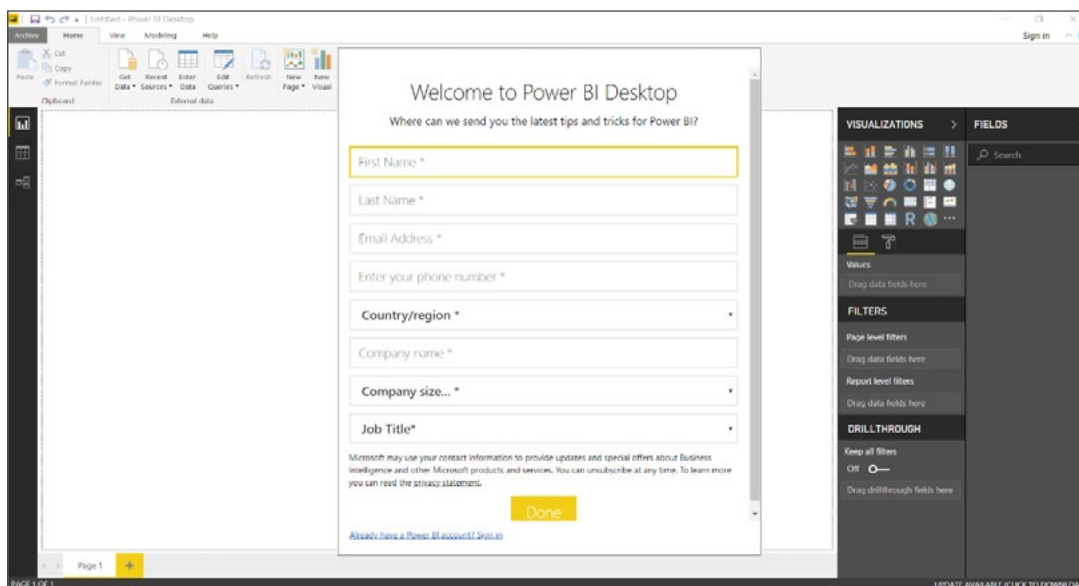 Untitled - Power BI Desktop
Archivo Home View Modeling Help
Sign in
Paste
Cut
Copy
Format Painter
Clipboard
Get Data
Recent Sources
Enter Data
Edit Queries
Refresh
New Page
New Visual
External data
Welcome to Power BI Desktop
Where can we send you the latest tips and tricks for Power BI?
First Name *
Last Name *
Email Address *
Enter your phone number *
Country/region *
Company name *
Company size... *
Job Title*
Microsoft may use your contact information to provide updates and special offers about Business
Intelligence and other Microsoft products and services. You can unsubscribe at any time. To learn more
you can read the privacy statement.
Done
Already have a Power BI account? Sign in
VISUALIZATIONS
R
Values
Drag data fields here
FILTERS
Page level filters
Drag data fields here
Report level filters
Drag data fields here
DRILLTHROUGH
Keep all filters
Off
Drag drillthrough fields here
FIELDS
Search
Page 1
PAGE 1 OF 1
UPDATE AVAILABLE (CLICK TO DOWNLOAD